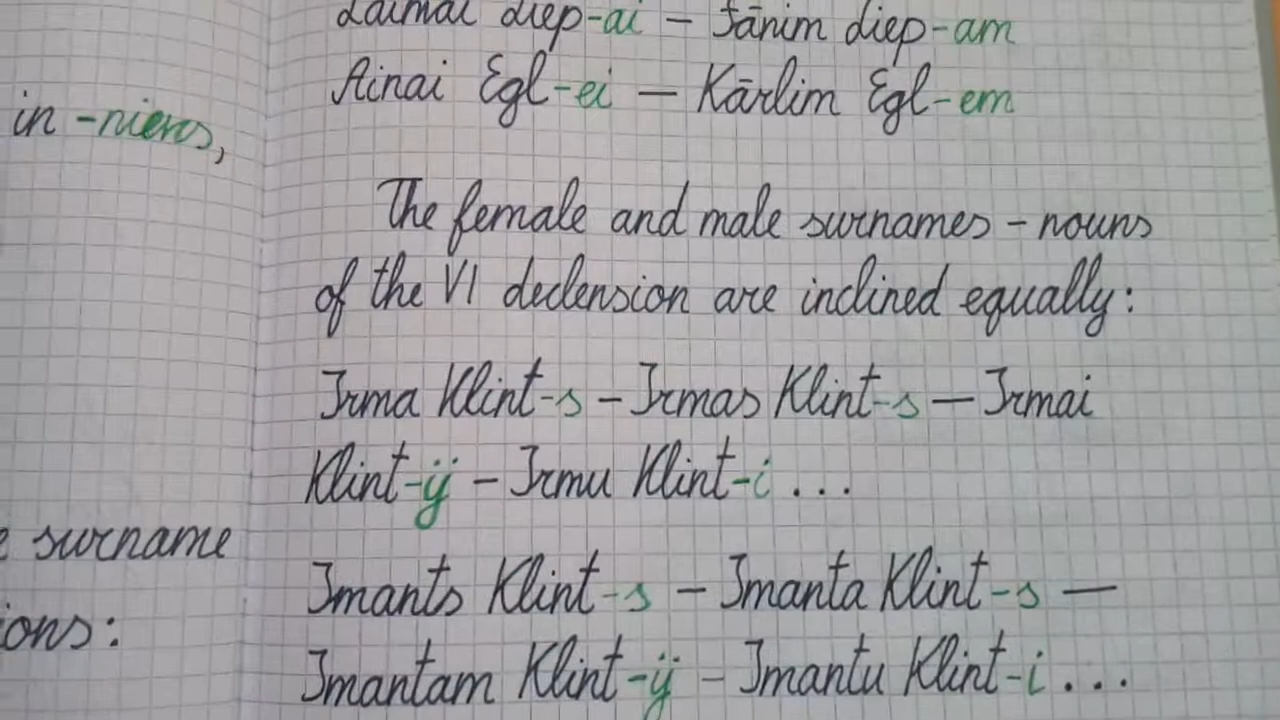 in
surname
ions:
Laimai Liep-ai – Jānim Liep-am
Ainai Egl-ei – Kārlim Egl-em
The female and male surnames – nouns
of the VI declension are inclined equally:
Irma Klint-s – Irmas Klint-s – Irmai
Klint-ij – Irmu Klint-i ...
Imants Klint-s – Imanta Klint-s –
Imantam Klint-ij – Imantu Klint-i ...